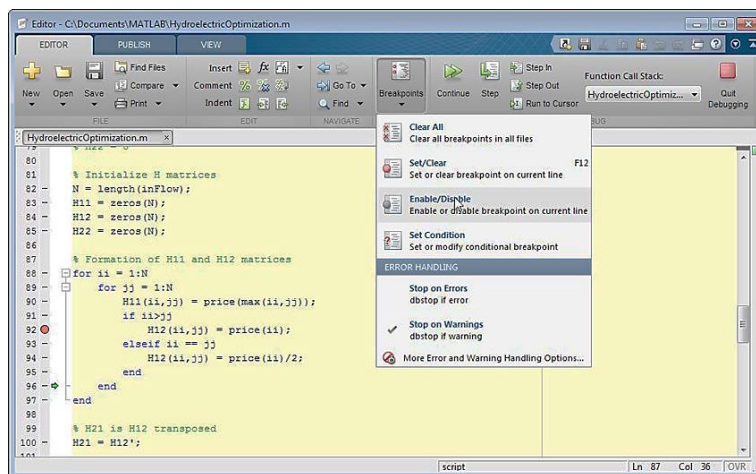 Editor - C:\Documents\MATLAB\HydroelectricOptimization.m
EDITOR PUBLISH VIEW
New Open Save Find Files Compare Print
Insert fx
Comment
Indent
Go To
Find
Breakpoints Continue Step Step In
Step Out
Run to Cursor
Function Call Stack:
HydroelectricOptimiz...
Quit Debugging
FILE EDIT NAVIGATE
HydroelectricOptimization.m ×
80
81 % Initialize H matrices
82 - N = length(inFlow);
83 - H11 = zeros(N);
84 - H12 = zeros(N);
85 - H22 = zeros(N);
86
87 % Formation of H11 and H12 matrices
88 - for ii = 1:N
89 - for jj = 1:N
90 - H11(ii,jj) = price(max(ii,jj));
91 - if ii>jj
92 H12(ii,jj) = price(ii);
93 - elseif ii == jj
94 - H12(ii,jj) = price(ii)/2;
95 - end
96 - end
97 - end
98
99 % H21 is H12 transposed
100 - H21 = H12';
Clear All
Clear all breakpoints in all files
Set/Clear F12
Set or clear breakpoint on current line
Enable/Disable
Enable or disable breakpoint on current line
Set Condition
Set or modify conditional breakpoint
ERROR HANDLING
Stop on Errors
dbstop if error
Stop on Warnings
dbstop if warning
More Error and Warning Handling Options...
script Ln 87 Col 36 OVR